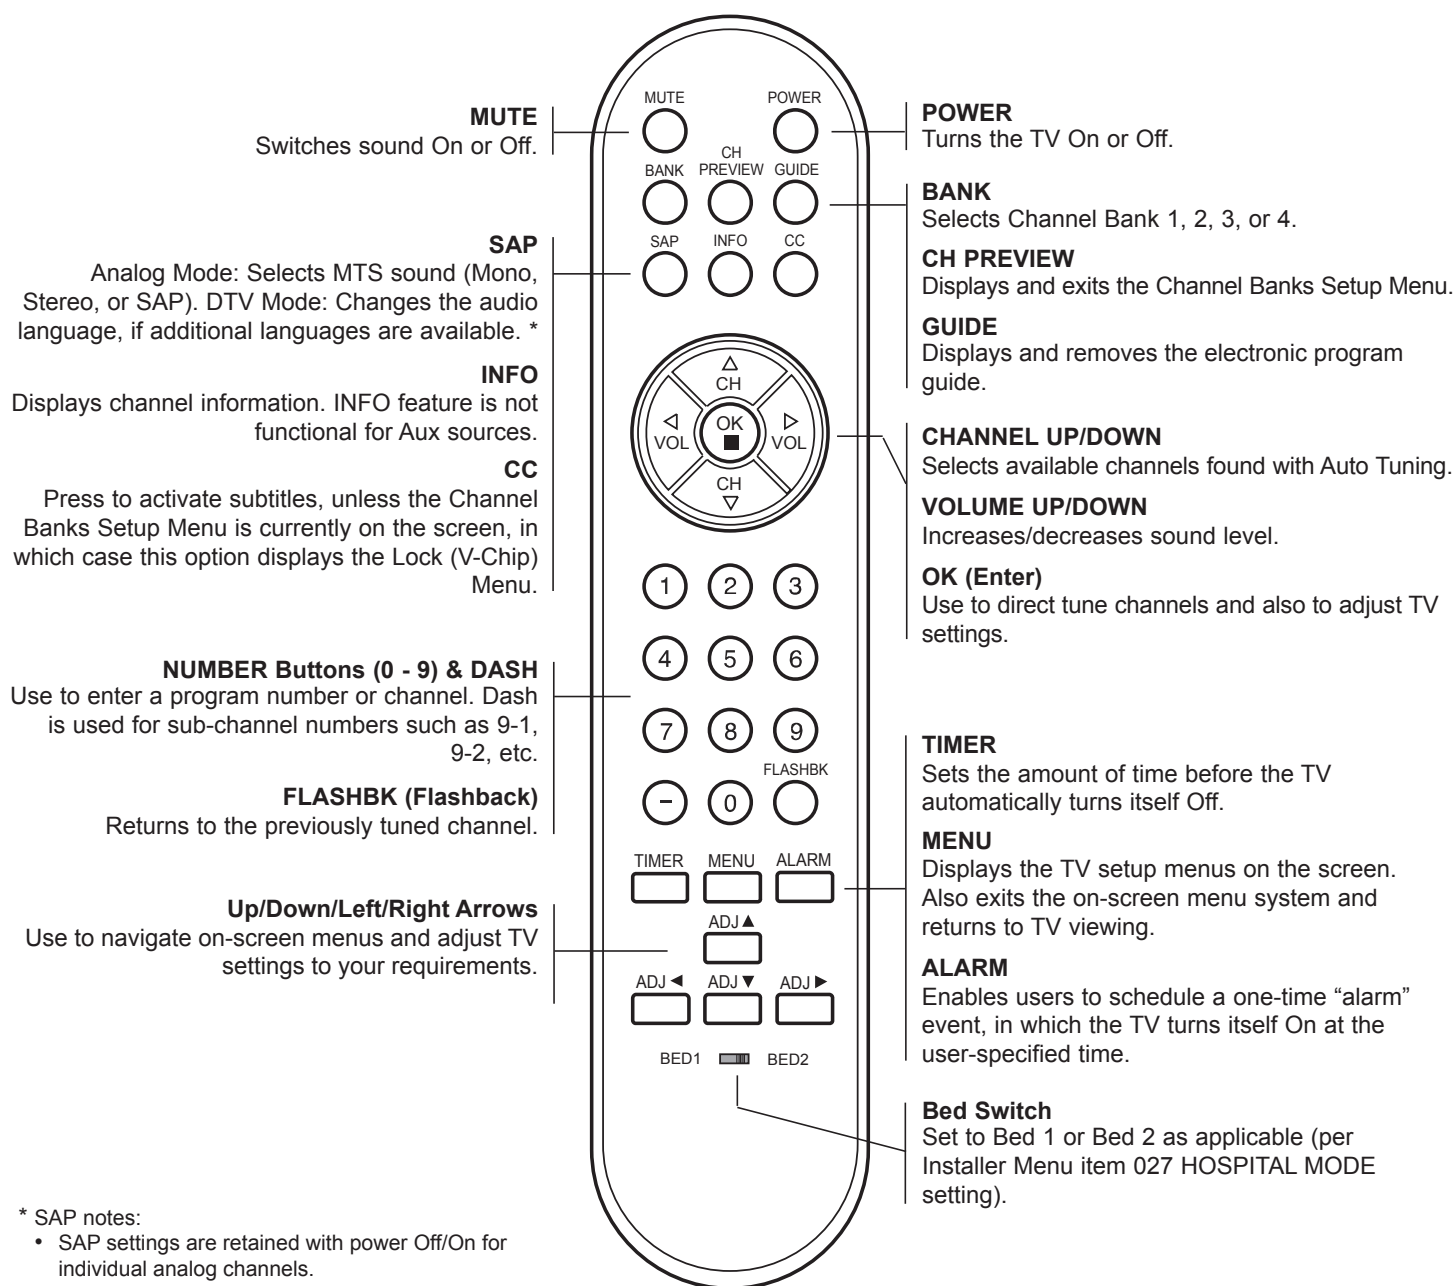 MUTE
Switches sound On or Off.
SAP
Analog Mode: Selects MTS sound (Mono,
Stereo, or SAP). DTV Mode: Changes the audio
language, if additional languages are available. *
INFO
Displays channel information. INFO feature is not
functional for Aux sources.
CC
Press to activate subtitles, unless the Channel
Banks Setup Menu is currently on the screen, in
which case this option displays the Lock (V-Chip)
Menu.
NUMBER Buttons (0 - 9) & DASH
Use to enter a program number or channel. Dash
is used for sub-channel numbers such as 9-1,
9-2, etc.
FLASHBK (Flashback)
Returns to the previously tuned channel.
Up/Down/Left/Right Arrows
Use to navigate on-screen menus and adjust TV
settings to your requirements.
* SAP notes:
• SAP settings are retained with power Off/On for
individual analog channels.
MUTE POWER
CH
BANK PREVIEW GUIDE
SAP INFO CC
△
CH
◁ OK ▷
VOL ■ VOL
CH
▽
1 2 3
4 5 6
7 8 9
FLASHBK
- 0
TIMER MENU ALARM
ADJ ▲
ADJ ◀ ADJ ▼ ADJ ▶
BED1 BED2
POWER
Turns the TV On or Off.
BANK
Selects Channel Bank 1, 2, 3, or 4.
CH PREVIEW
Displays and exits the Channel Banks Setup Menu.
GUIDE
Displays and removes the electronic program
guide.
CHANNEL UP/DOWN
Selects available channels found with Auto Tuning.
VOLUME UP/DOWN
Increases/decreases sound level.
OK (Enter)
Use to direct tune channels and also to adjust TV
settings.
TIMER
Sets the amount of time before the TV
automatically turns itself Off.
MENU
Displays the TV setup menus on the screen.
Also exits the on-screen menu system and
returns to TV viewing.
ALARM
Enables users to schedule a one-time “alarm”
event, in which the TV turns itself On at the
user-specified time.
Bed Switch
Set to Bed 1 or Bed 2 as applicable (per
Installer Menu item 027 HOSPITAL MODE
setting).